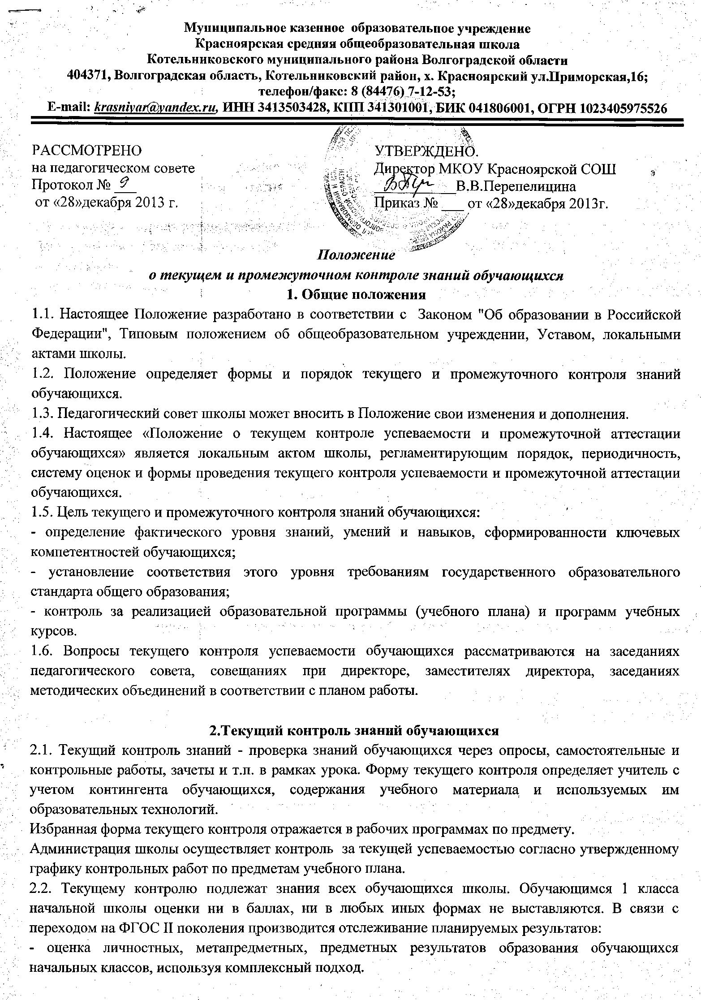 Муниципальное казенное образовательное учреждение
Красноярская средняя общеобразовательная школа
Котельниковского муниципального района Волгоградской области
404371, Волгоградская область, Котельниковский район, х. Красноярский ул.Приморская,16;
телефон/факс: 8 (84476) 7-12-53;
E-mail: krasniyar@yandex.ru, ИНН 3413503428, КПП 341301001, БИК 041806001, ОГРН 1023405975526
РАССМОТРЕНО
на педагогическом совете
Протокол № 9
от «28»декабря 2013 г.
УТВЕРЖДЕНО.
Директор МКОУ Красноярской СОШ
В.В.Перепелицина
Приказ № ___ от «28»декабря 2013г.
Положение
о текущем и промежуточном контроле знаний обучающихся
1. Общие положения
1.1. Настоящее Положение разработано в соответствии с Законом "Об образовании в Российской
Федерации", Типовым положением об общеобразовательном учреждении, Уставом, локальными
актами школы.
1.2. Положение определяет формы и порядок текущего и промежуточного контроля знаний
обучающихся.
1.3. Педагогический совет школы может вносить в Положение свои изменения и дополнения.
1.4. Настоящее «Положение о текущем контроле успеваемости и промежуточной аттестации
обучающихся» является локальным актом школы, регламентирующим порядок, периодичность,
систему оценок и формы проведения текущего контроля успеваемости и промежуточной аттестации
обучающихся.
1.5. Цель текущего и промежуточного контроля знаний обучающихся:
- определение фактического уровня знаний, умений и навыков, сформированности ключевых
компетентностей обучающихся;
- установление соответствия этого уровня требованиям государственного образовательного
стандарта общего образования;
- контроль за реализацией образовательной программы (учебного плана) и программ учебных
курсов.
1.6. Вопросы текущего контроля успеваемости обучающихся рассматриваются на заседаниях
педагогического совета, совещаниях при директоре, заместителях директора, заседаниях
методических объединений в соответствии с планом работы.
2.Текущий контроль знаний обучающихся
2.1. Текущий контроль знаний - проверка знаний обучающихся через опросы, самостоятельные и
контрольные работы, зачеты и т.п. в рамках урока. Форму текущего контроля определяет учитель с
учетом контингента обучающихся, содержания учебного материала и используемых им
образовательных технологий.
Избранная форма текущего контроля отражается в рабочих программах по предмету.
Администрация школы осуществляет контроль за текущей успеваемостью согласно утвержденному
графику контрольных работ по предметам учебного плана.
2.2. Текущему контролю подлежат знания всех обучающихся школы. Обучающимся 1 класса
начальной школы оценки ни в баллах, ни в любых иных формах не выставляются. В связи с
переходом на ФГОС II поколения производится отслеживание планируемых результатов:
- оценка личностных, метапредметных, предметных результатов образования обучающихся
начальных классов, используя комплексный подход.